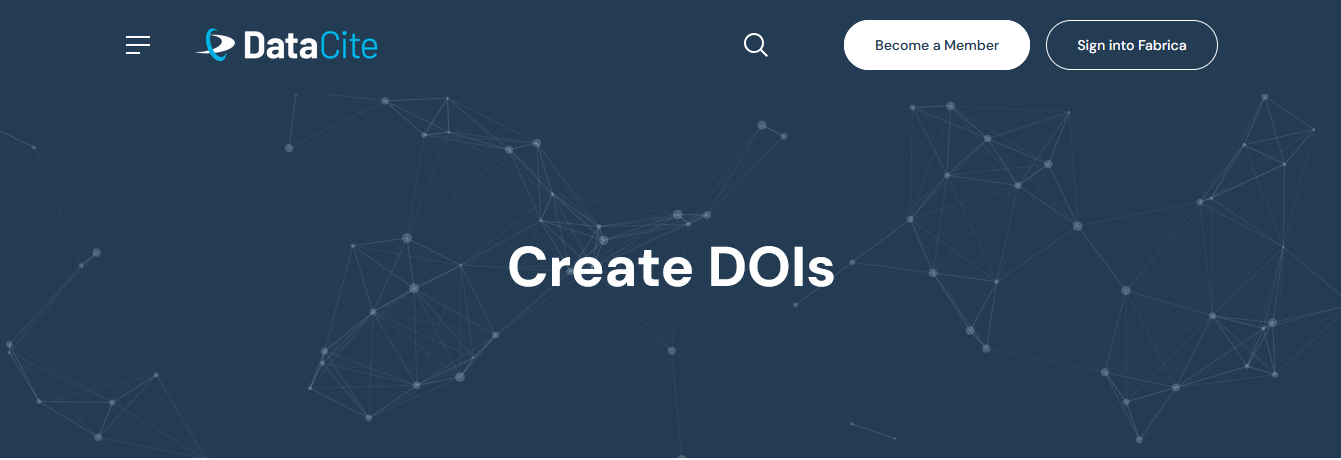 DataCite
Become a Member
Sign into Fabrica
Create DOIs